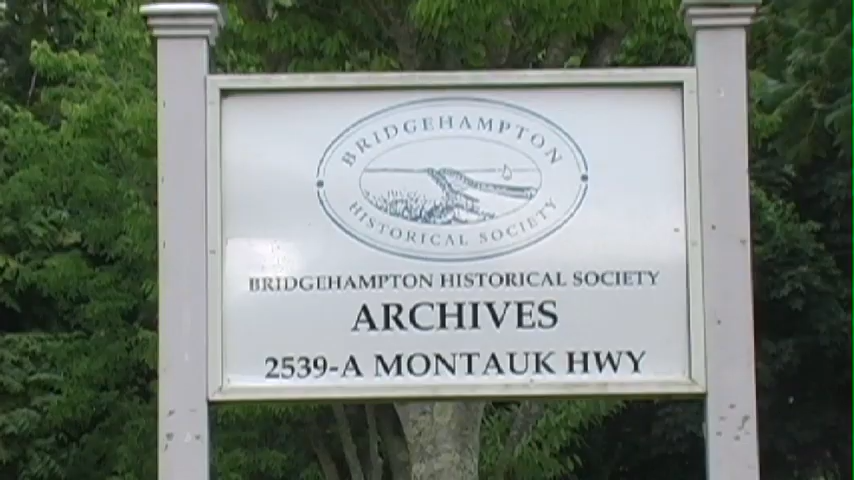 BRIDGEHAMPTON
HISTORICAL SOCIETY
BRIDGEHAMPTON HISTORICAL SOCIETY
ARCHIVES
2539-A MONTAUK HWY